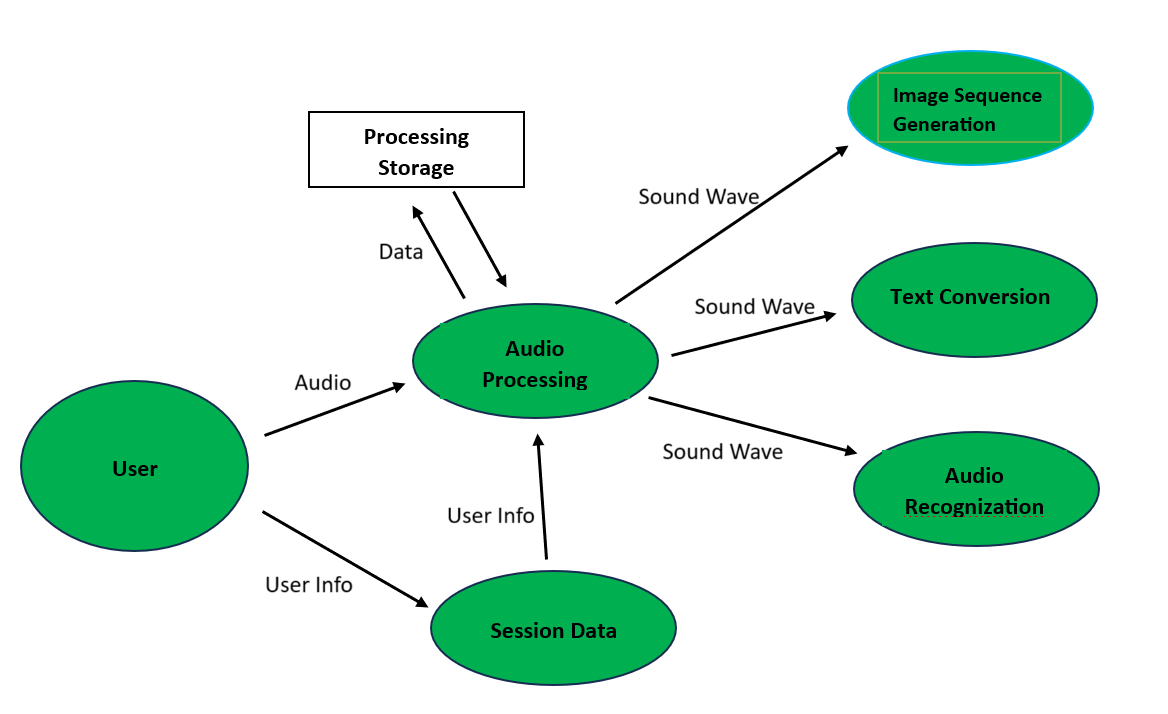 Image Sequence
Generation
Processing
Storage
Sound Wave
Data
Text Conversion
Sound Wave
Audio
Processing
Audio
User
Sound Wave
Audio
Recognization
User Info
User Info
Session Data